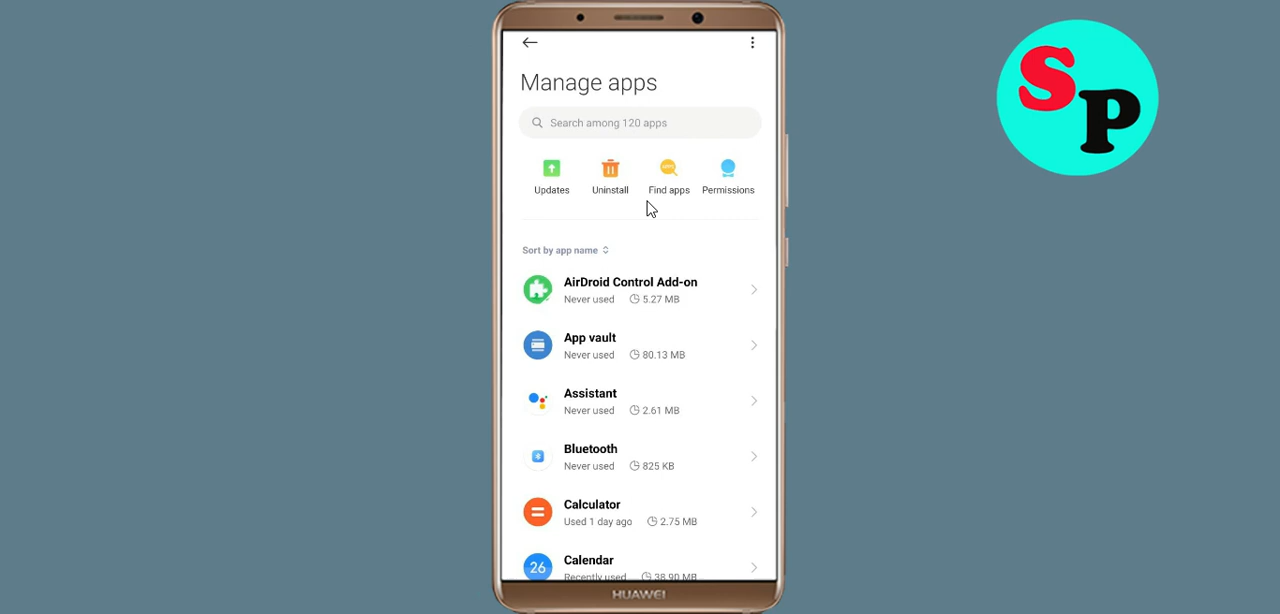 Manage apps
Search among 120 apps
Updates Uninstall Find apps Permissions
Sort by app name
AirDroid Control Add-on
Never used 5.27 MB
App vault
Never used 80.13 MB
Assistant
Never used 2.61 MB
Bluetooth
Never used 825 KB
Calculator
Used 1 day ago 2.75 MB
26 Calendar
Recently used 38.90 MB
HUAWEI
SP